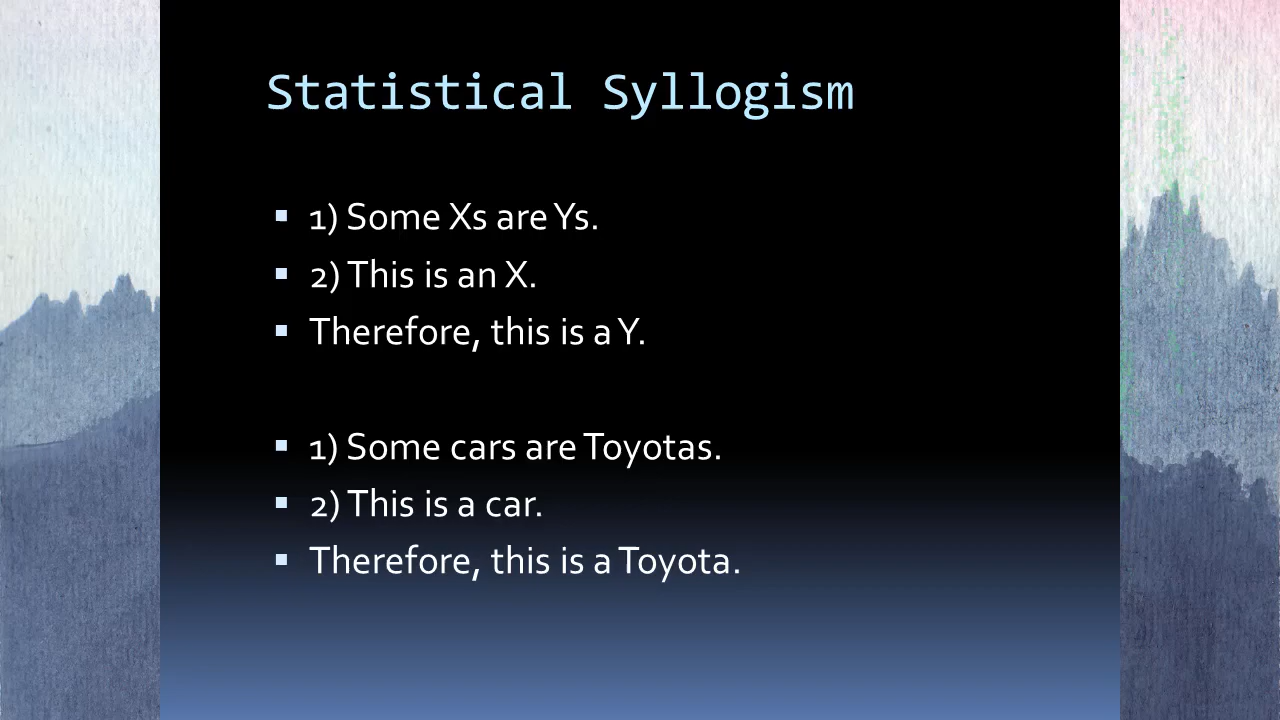 Statistical Syllogism
▪ 1) Some Xs are Ys.
▪ 2) This is an X.
▪ Therefore, this is a Y.
▪ 1) Some cars are Toyotas.
▪ 2) This is a car.
▪ Therefore, this is a Toyota.